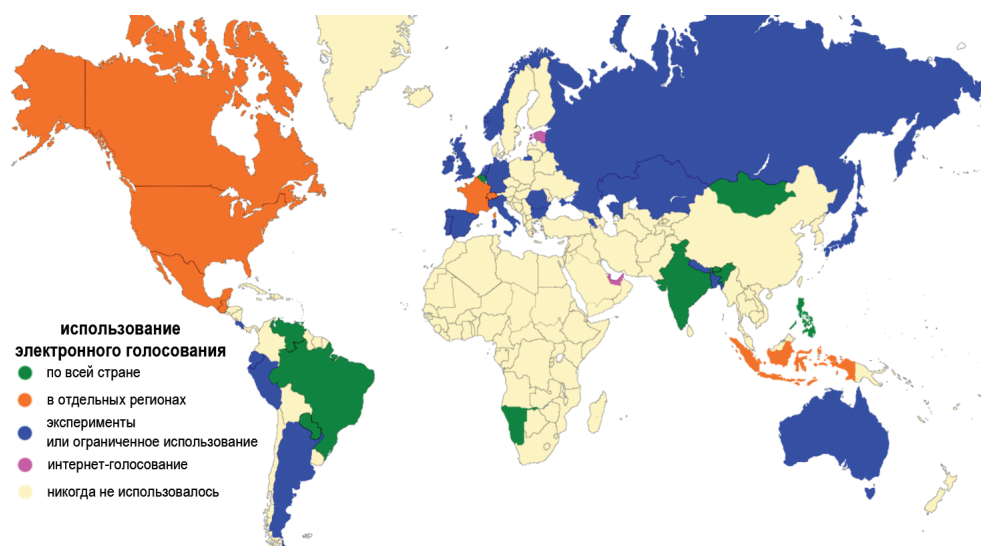 использование
электронного голосования
по всей стране
в отдельных регионах
эксперименты
или ограниченное использование
интернет-голосование
никогда не использовалось